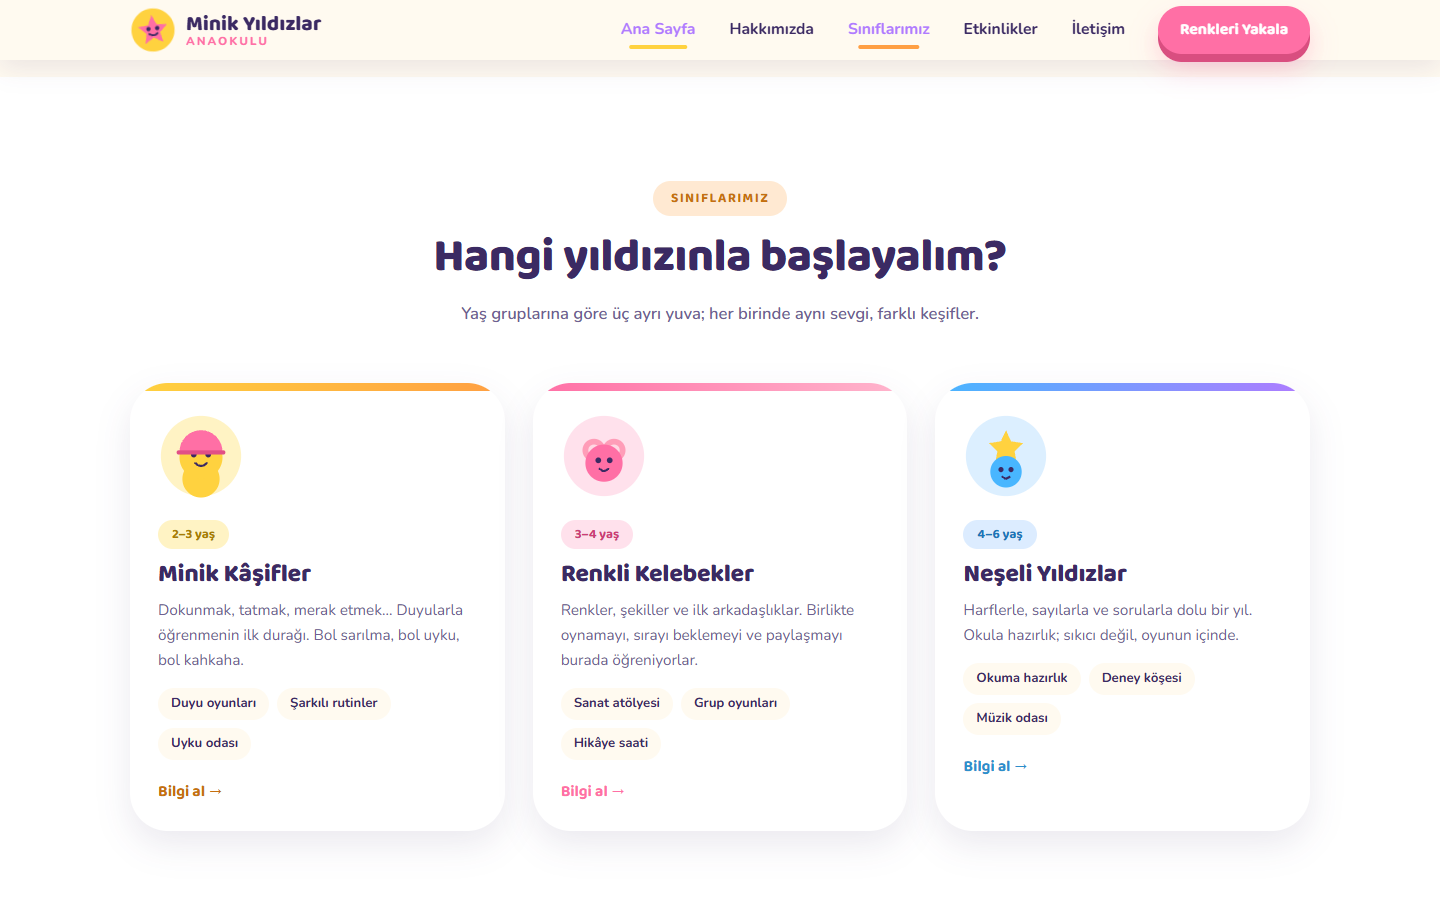 Minik Yıldızlar
ANAOKULU
Ana Sayfa
Hakkımızda
Sınıflarımız
Etkinlikler
İletişim
Renkleri Yakala
SINIFLARIMIZ
Hangi yıldızınla başlayalım?
Yaş gruplarına göre üç ayrı yuva; her birinde aynı sevgi, farklı keşifler.
2–3 yaş
Minik Kâşifler
Dokunmak, tatmak, merak etmek... Duyularla
öğrenmenin ilk durağı. Bol sarılma, bol uyku,
bol kahkaha.
Duyu oyunları
Şarkılı rutinler
Uyku odası
Bilgi al →
3–4 yaş
Renkli Kelebekler
Renkler, şekiller ve ilk arkadaşlıklar. Birlikte
oynamayı, sırayı beklemeyi ve paylaşmayı
burada öğreniyorlar.
Sanat atölyesi
Grup oyunları
Hikâye saati
Bilgi al →
4–6 yaş
Neşeli Yıldızlar
Harflerle, sayılarla ve sorularla dolu bir yıl.
Okula hazırlık; sıkıcı değil, oyunun içinde.
Okuma hazırlık
Deney köşesi
Müzik odası
Bilgi al →